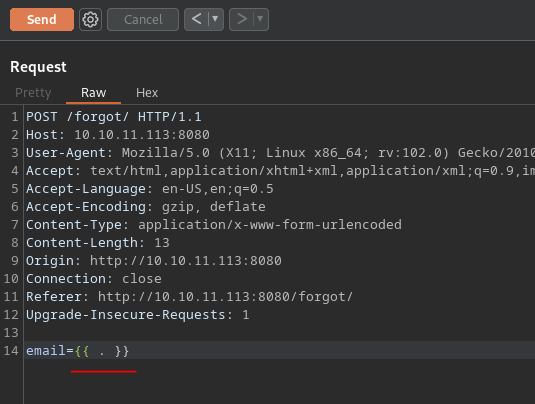 Send Cancel < ▼ > ▼
Request
Pretty Raw Hex
1 POST /forgot/ HTTP/1.1
2 Host: 10.10.11.113:8080
3 User-Agent: Mozilla/5.0 (X11; Linux x86_64; rv:102.0) Gecko/2010
4 Accept: text/html,application/xhtml+xml,application/xml;q=0.9,im
5 Accept-Language: en-US,en;q=0.5
6 Accept-Encoding: gzip, deflate
7 Content-Type: application/x-www-form-urlencoded
8 Content-Length: 13
9 Origin: http://10.10.11.113:8080
10 Connection: close
11 Referer: http://10.10.11.113:8080/forgot/
12 Upgrade-Insecure-Requests: 1
13
14 email={{ . }}